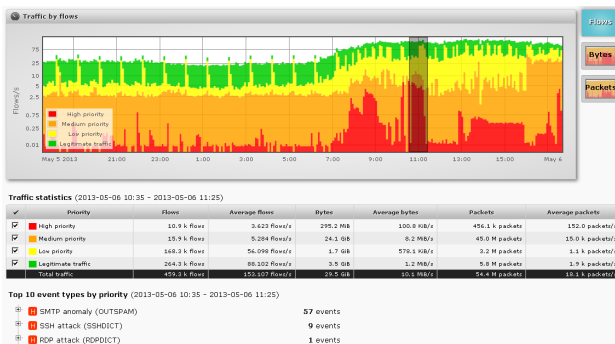 Traffic by flows
Flows
Bytes
Packets
Flows/s
75
25
10
5
2.5
0.75
0.25
0.01
High priority
Medium priority
Low priority
Legitimate traffic
May 5 2013 21:00 23:00 1:00 3:00 5:00 7:00 9:00 11:00 13:00 15:00 May 6
Traffic statistics (2013-05-06 10:35 - 2013-05-06 11:25)
✓ Priority Flows Average flows Bytes Average bytes Packets Average packets
High priority 10.9 k flows 3.623 flows/s 295.2 MiB 100.8 KiB/s 456.1 k packets 152.0 packets/s
Medium priority 15.9 k flows 5.284 flows/s 24.1 GiB 8.2 MiB/s 45.0 M packets 15.0 k packets/s
Low priority 168.3 k flows 56.098 flows/s 1.7 GiB 578.1 KiB/s 3.2 M packets 1.1 k packets/s
Legitimate traffic 264.3 k flows 88.102 flows/s 3.5 GiB 1.2 MiB/s 5.8 M packets 1.9 k packets/s
Total traffic 459.3 k flows 153.107 flows/s 29.5 GiB 10.1 MiB/s 54.4 M packets 18.1 k packets/s
Top 10 event types by priority (2013-05-06 10:35 - 2013-05-06 11:25)
H SMTP anomaly (OUTSPAM) 57 events
H SSH attack (SSHDICT) 9 events
H RDP attack (RDPDICT) 1 events